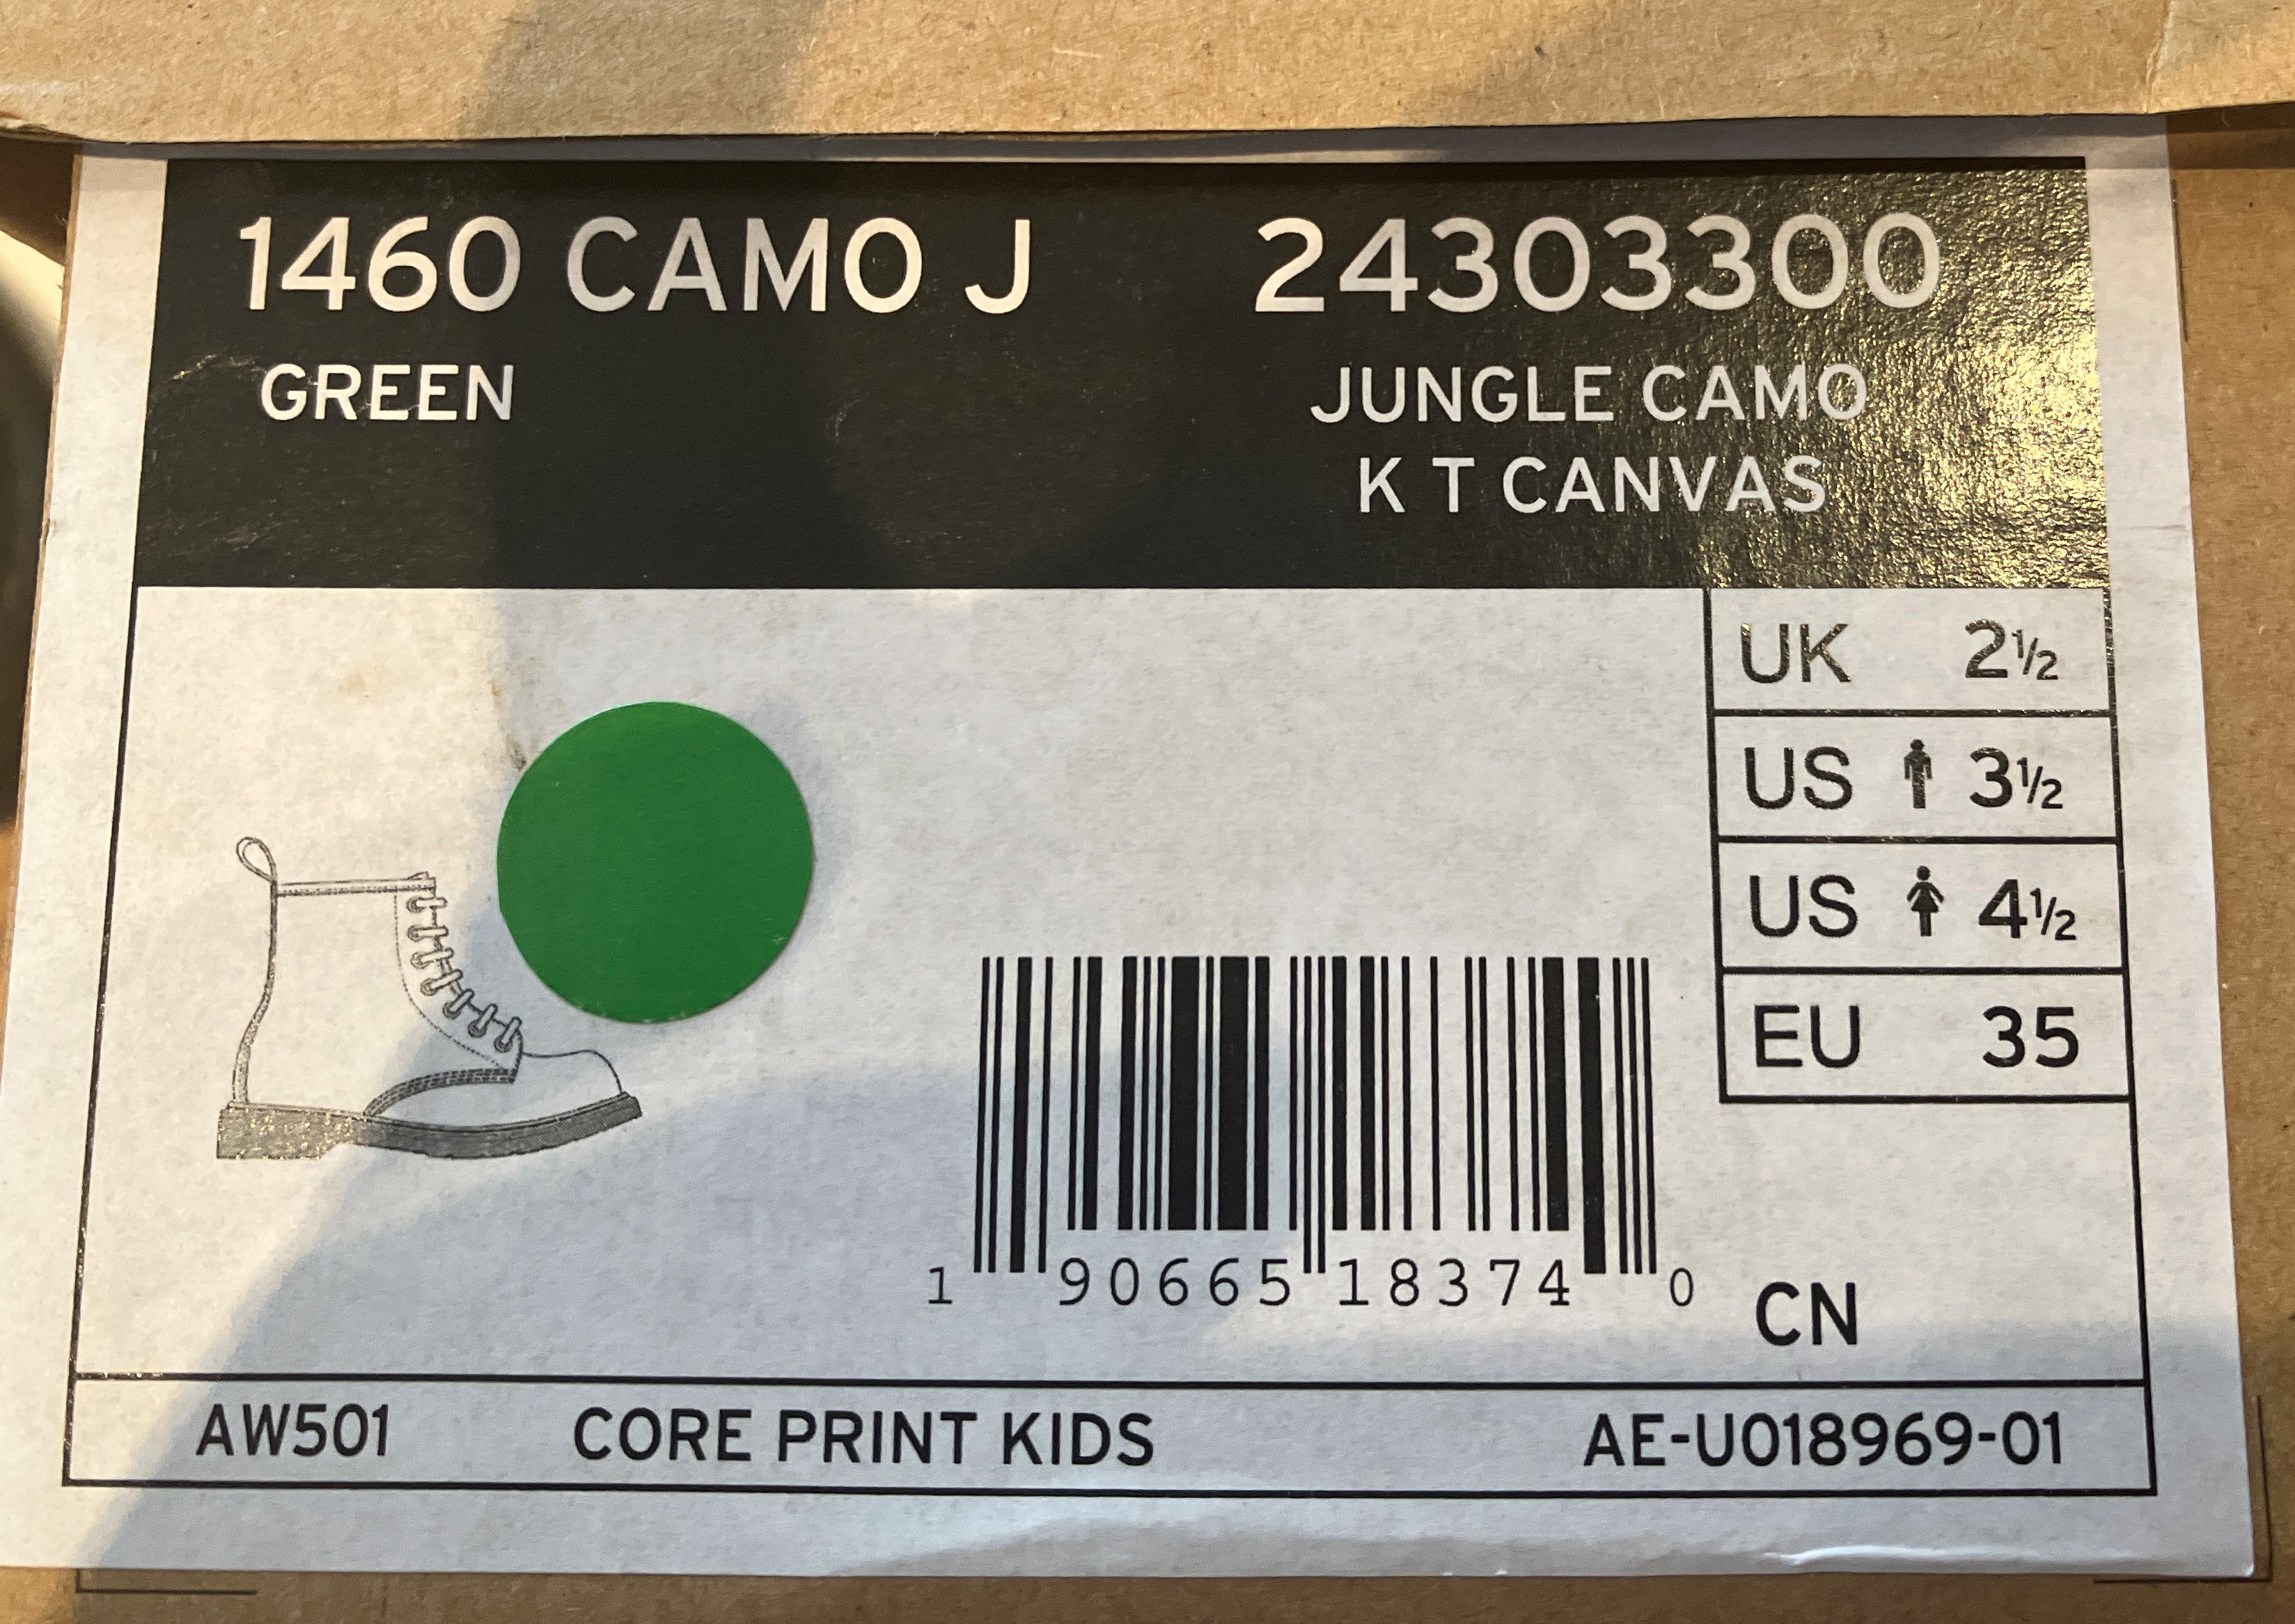 1460 CAMO J 24303300
GREEN JUNGLE CAMO
K T CANVAS
UK 2½
US 3½
US 4½
EU 35
1 90665 18374 0
CN
AW501 CORE PRINT KIDS AE-U018969-01